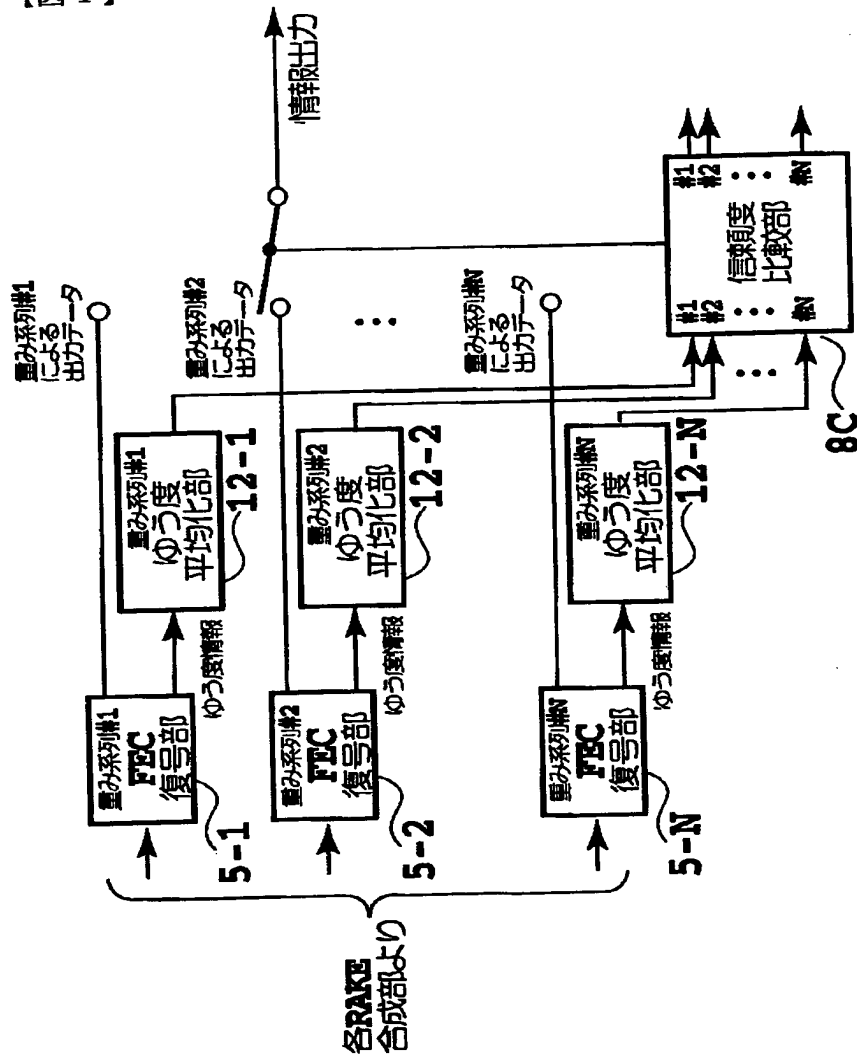 各RAKE
合成部より
重み系列#1
FEC
復号部
5-1
ゆう度情報
重み系列#1
ゆう度
平均化部
12-1
重み系列#1
による
出力データ
重み系列#2
FEC
復号部
5-2
ゆう度情報
重み系列#2
ゆう度
平均化部
12-2
重み系列#2
による
出力データ
重み系列#N
FEC
復号部
5-N
ゆう度情報
重み系列#N
ゆう度
平均化部
12-N
重み系列#N
による
出力データ
情報出力
#1
#2
#N
信頼度
比較部
#1
#2
#N
8C